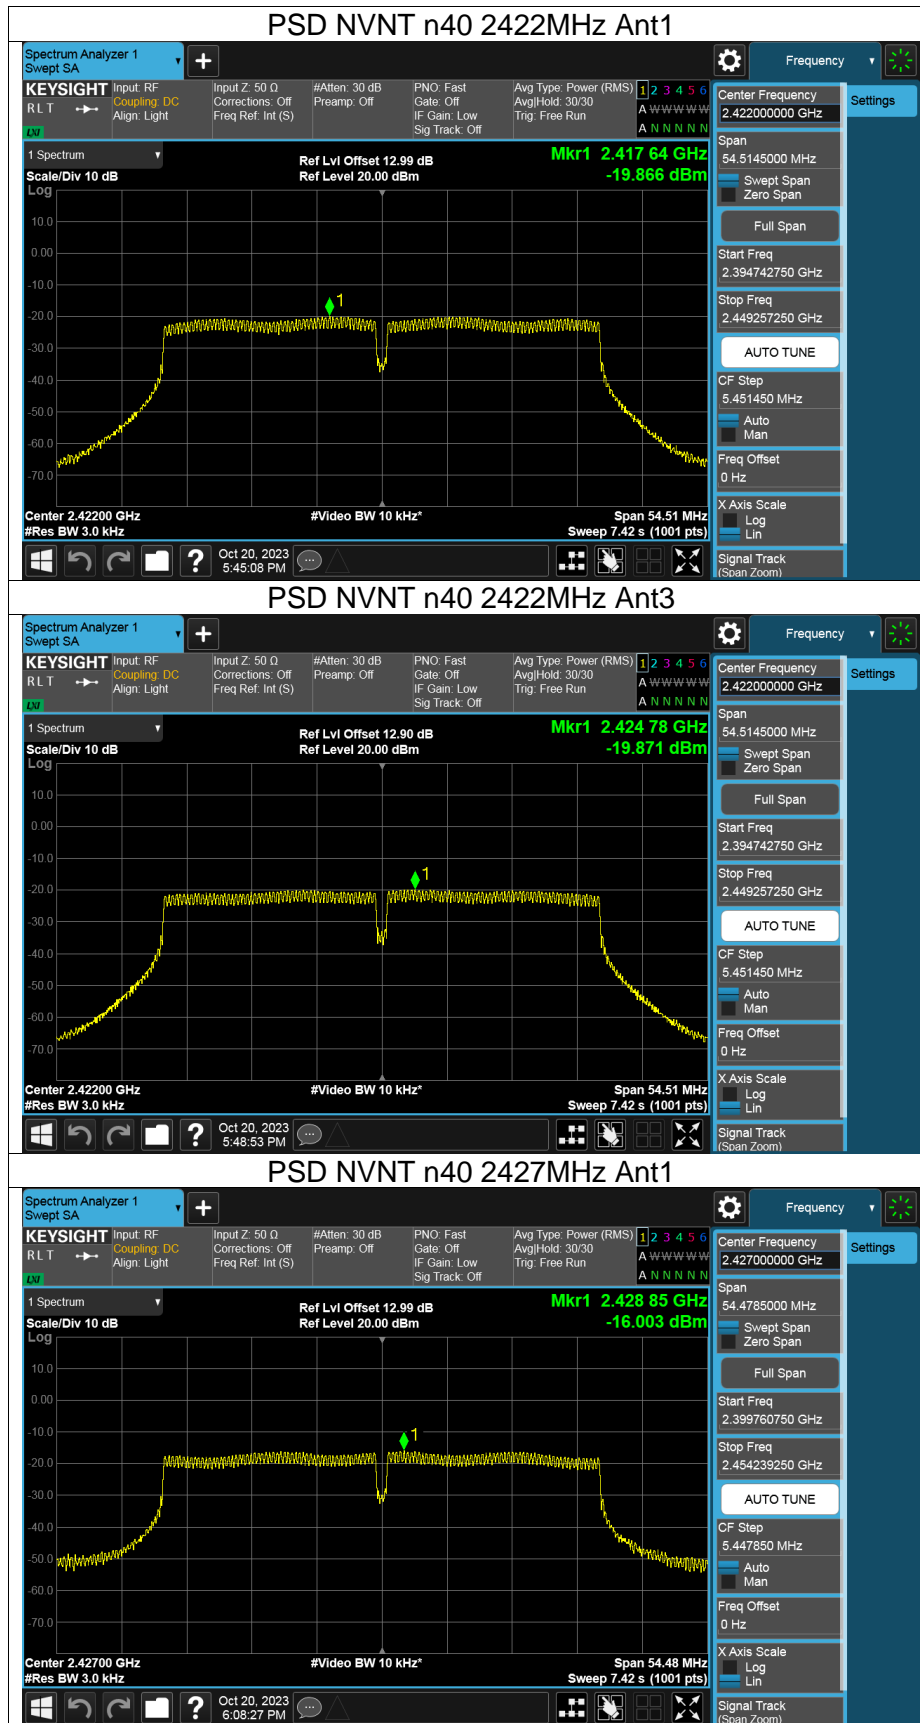 PSD NVNT n40 2422MHz Ant1
Spectrum Analyzer 1
Swept SA
+
Frequency
KEYSIGHT
RLT
LXI
Input: RF
Coupling: DC
Align: Light
Input Z: 50 Ω
Corrections: Off
Freq Ref: Int (S)
#Atten: 30 dB
Preamp: Off
PNO: Fast
Gate: Off
IF Gain: Low
Sig Track: Off
Avg Type: Power (RMS)
Avg|Hold: 30/30
Trig: Free Run
1 2 3 4 5 6
A W W W W W
A N N N N N
Center Frequency
2.422000000 GHz
Settings
Span
54.5145000 MHz
Swept Span
Zero Span
Full Span
Start Freq
2.394742750 GHz
Stop Freq
2.449257250 GHz
AUTO TUNE
CF Step
5.451450 MHz
Auto
Man
Freq Offset
0 Hz
X Axis Scale
Log
Lin
Signal Track
(Span Zoom)
1 Spectrum
Scale/Div 10 dB
Log
Ref Lvl Offset 12.99 dB
Ref Level 20.00 dBm
Mkr1 2.417 64 GHz
-19.866 dBm
10.0
0.00
-10.0
-20.0
-30.0
-40.0
-50.0
-60.0
-70.0
1
Center 2.42200 GHz
#Res BW 3.0 kHz
#Video BW 10 kHz*
Span 54.51 MHz
Sweep 7.42 s (1001 pts)
?
Oct 20, 2023
5:45:08 PM
PSD NVNT n40 2422MHz Ant3
Spectrum Analyzer 1
Swept SA
+
Frequency
KEYSIGHT
RLT
LXI
Input: RF
Coupling: DC
Align: Light
Input Z: 50 Ω
Corrections: Off
Freq Ref: Int (S)
#Atten: 30 dB
Preamp: Off
PNO: Fast
Gate: Off
IF Gain: Low
Sig Track: Off
Avg Type: Power (RMS)
Avg|Hold: 30/30
Trig: Free Run
1 2 3 4 5 6
A W W W W W
A N N N N N
Center Frequency
2.422000000 GHz
Settings
Span
54.5145000 MHz
Swept Span
Zero Span
Full Span
Start Freq
2.394742750 GHz
Stop Freq
2.449257250 GHz
AUTO TUNE
CF Step
5.451450 MHz
Auto
Man
Freq Offset
0 Hz
X Axis Scale
Log
Lin
Signal Track
(Span Zoom)
1 Spectrum
Scale/Div 10 dB
Log
Ref Lvl Offset 12.90 dB
Ref Level 20.00 dBm
Mkr1 2.424 78 GHz
-19.871 dBm
10.0
0.00
-10.0
-20.0
-30.0
-40.0
-50.0
-60.0
-70.0
1
Center 2.42200 GHz
#Res BW 3.0 kHz
#Video BW 10 kHz*
Span 54.51 MHz
Sweep 7.42 s (1001 pts)
?
Oct 20, 2023
5:48:53 PM
PSD NVNT n40 2427MHz Ant1
Spectrum Analyzer 1
Swept SA
+
Frequency
KEYSIGHT
RLT
LXI
Input: RF
Coupling: DC
Align: Light
Input Z: 50 Ω
Corrections: Off
Freq Ref: Int (S)
#Atten: 30 dB
Preamp: Off
PNO: Fast
Gate: Off
IF Gain: Low
Sig Track: Off
Avg Type: Power (RMS)
Avg|Hold: 30/30
Trig: Free Run
1 2 3 4 5 6
A W W W W W
A N N N N N
Center Frequency
2.427000000 GHz
Settings
Span
54.4785000 MHz
Swept Span
Zero Span
Full Span
Start Freq
2.399760750 GHz
Stop Freq
2.454239250 GHz
AUTO TUNE
CF Step
5.447850 MHz
Auto
Man
Freq Offset
0 Hz
X Axis Scale
Log
Lin
Signal Track
(Span Zoom)
1 Spectrum
Scale/Div 10 dB
Log
Ref Lvl Offset 12.99 dB
Ref Level 20.00 dBm
Mkr1 2.428 85 GHz
-16.003 dBm
10.0
0.00
-10.0
-20.0
-30.0
-40.0
-50.0
-60.0
-70.0
1
Center 2.42700 GHz
#Res BW 3.0 kHz
#Video BW 10 kHz*
Span 54.48 MHz
Sweep 7.42 s (1001 pts)
?
Oct 20, 2023
6:08:27 PM